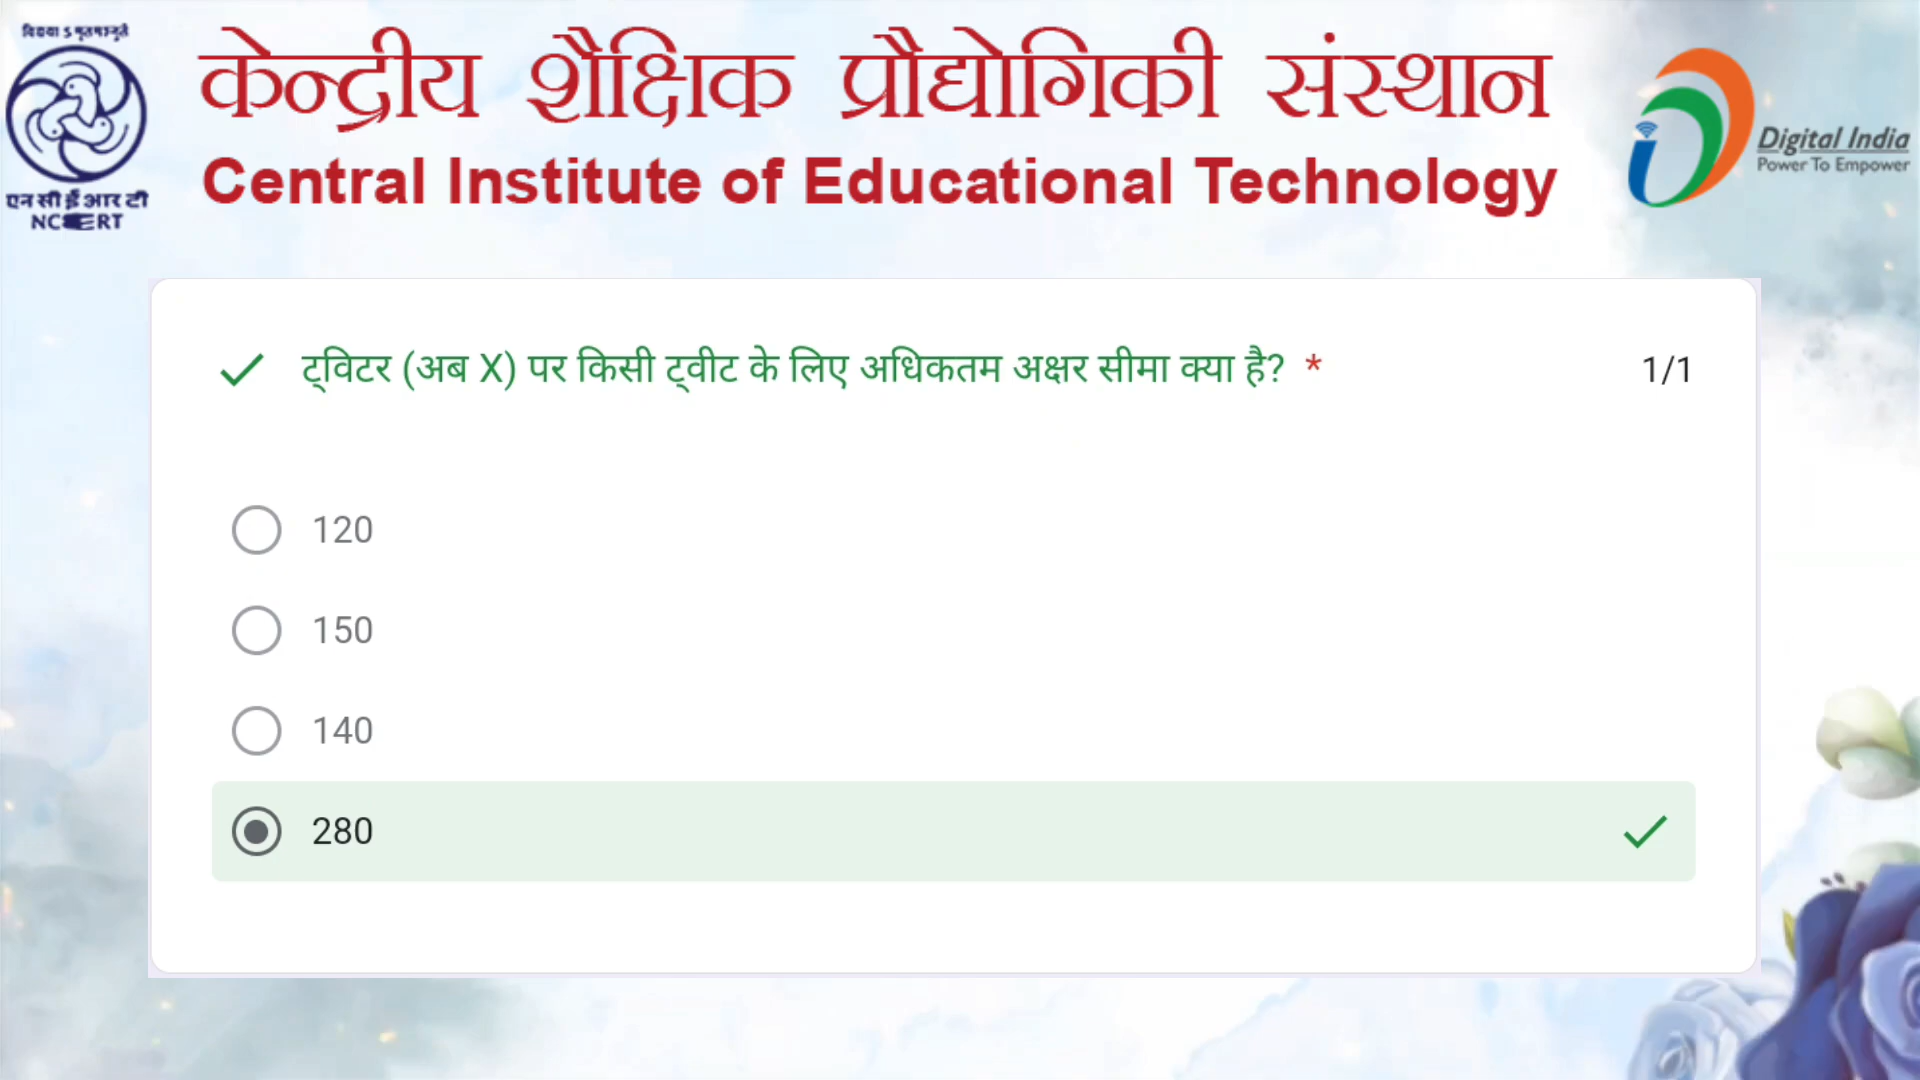 केन्द्रीय शैक्षिक प्रौद्योगिकी संस्थान
Central Institute of Educational Technology
एन सी ई आर टी
NCERT
Digital India
Power To Empower
ट्विटर (अब X) पर किसी ट्वीट के लिए अधिकतम अक्षर सीमा क्या है? *
1/1
120
150
140
280